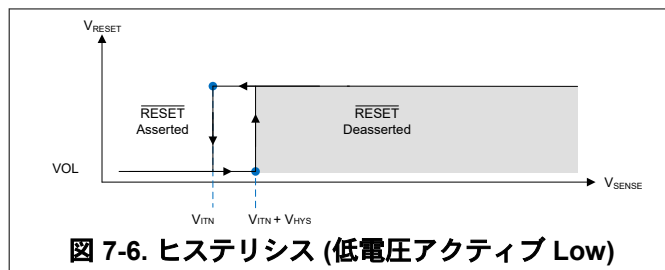 VRESET
RESET
Asserted
RESET
Deasserted
VOL
VSENSE
VITN
VITN + VHYS
図 7-6. ヒステリシス (低電圧アクティブ Low)